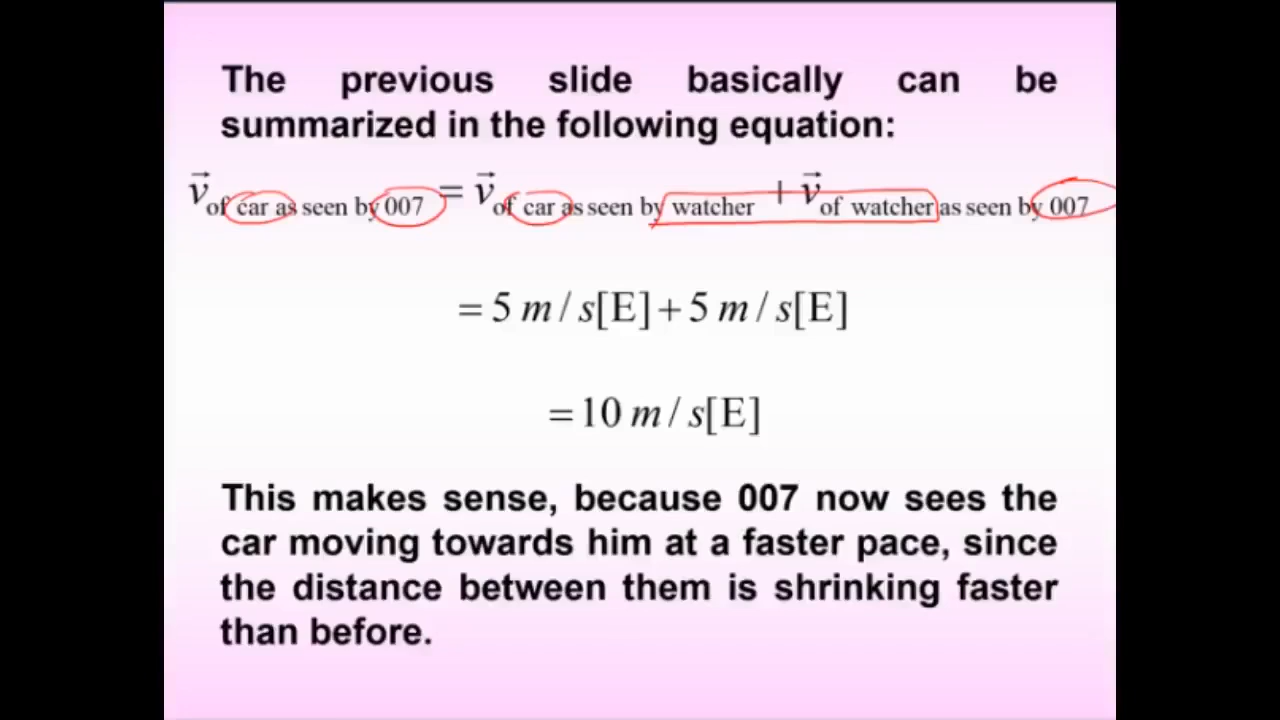 The previous slide basically can be
summarized in the following equation:
v⃗ of car as seen by 007 = v⃗ of car as seen by watcher + v⃗ of watcher as seen by 007
= 5 m / s[E] + 5 m / s[E]
= 10 m / s[E]
This makes sense, because 007 now sees the
car moving towards him at a faster pace, since
the distance between them is shrinking faster
than before.